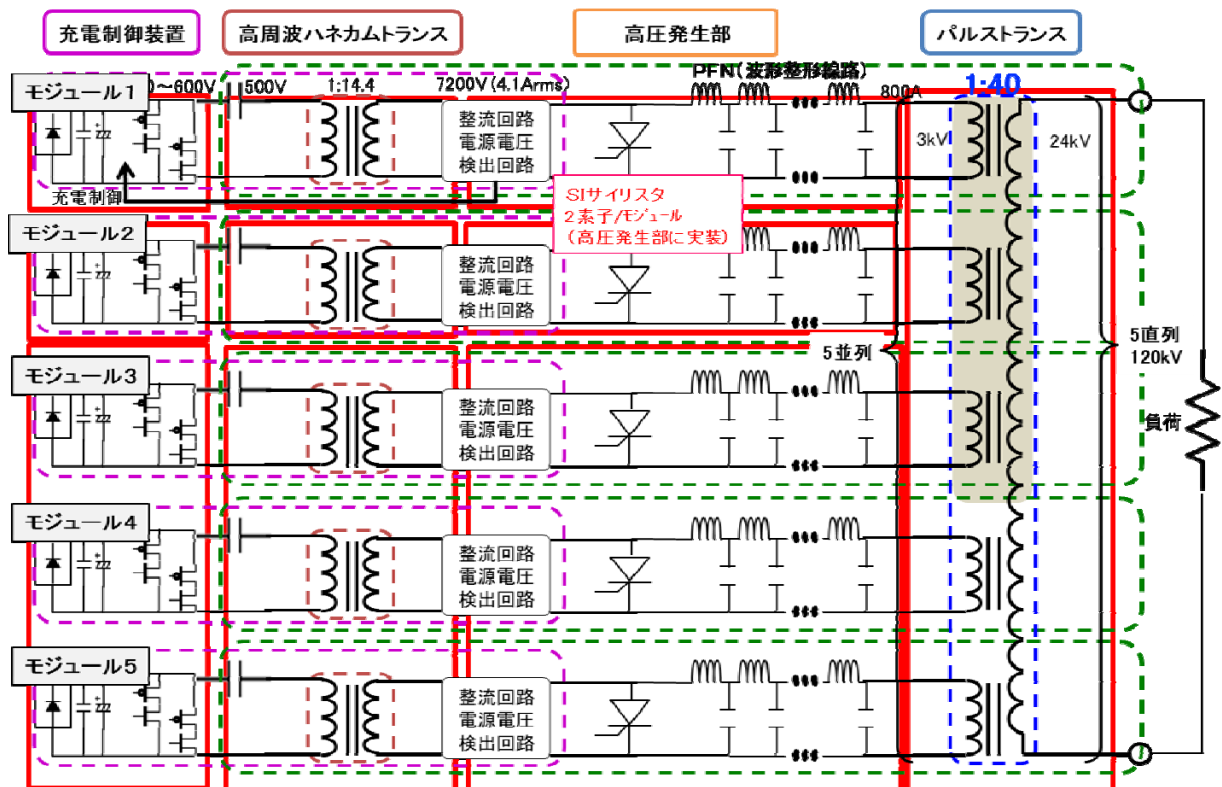 充電制御装置
高周波ハネカムトランス
高圧発生部
パルストランス
モジュール1
～600V
500V
1:14.4
7200V (4.1Arms)
PFN(波形整形線路)
800A
1:40
整流回路
電源電圧
検出回路
3kV
24kV
充電制御
SIサイリスタ
2素子/モジュール
(高圧発生部に実装)
モジュール2
整流回路
電源電圧
検出回路
5並列
5直列
120kV
モジュール3
整流回路
電源電圧
検出回路
負荷
モジュール4
整流回路
電源電圧
検出回路
モジュール5
整流回路
電源電圧
検出回路